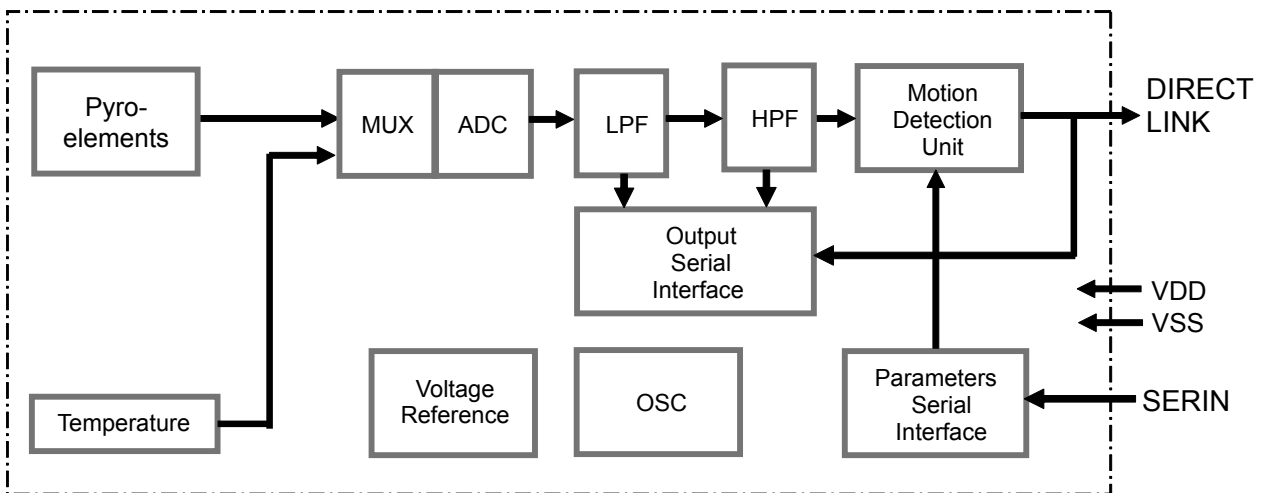 Pyro-
elements
MUX
ADC
LPF
HPF
Motion
Detection
Unit
DIRECT
LINK
Output
Serial
Interface
VDD
VSS
Voltage
Reference
OSC
Parameters
Serial
Interface
SERIN
Temperature